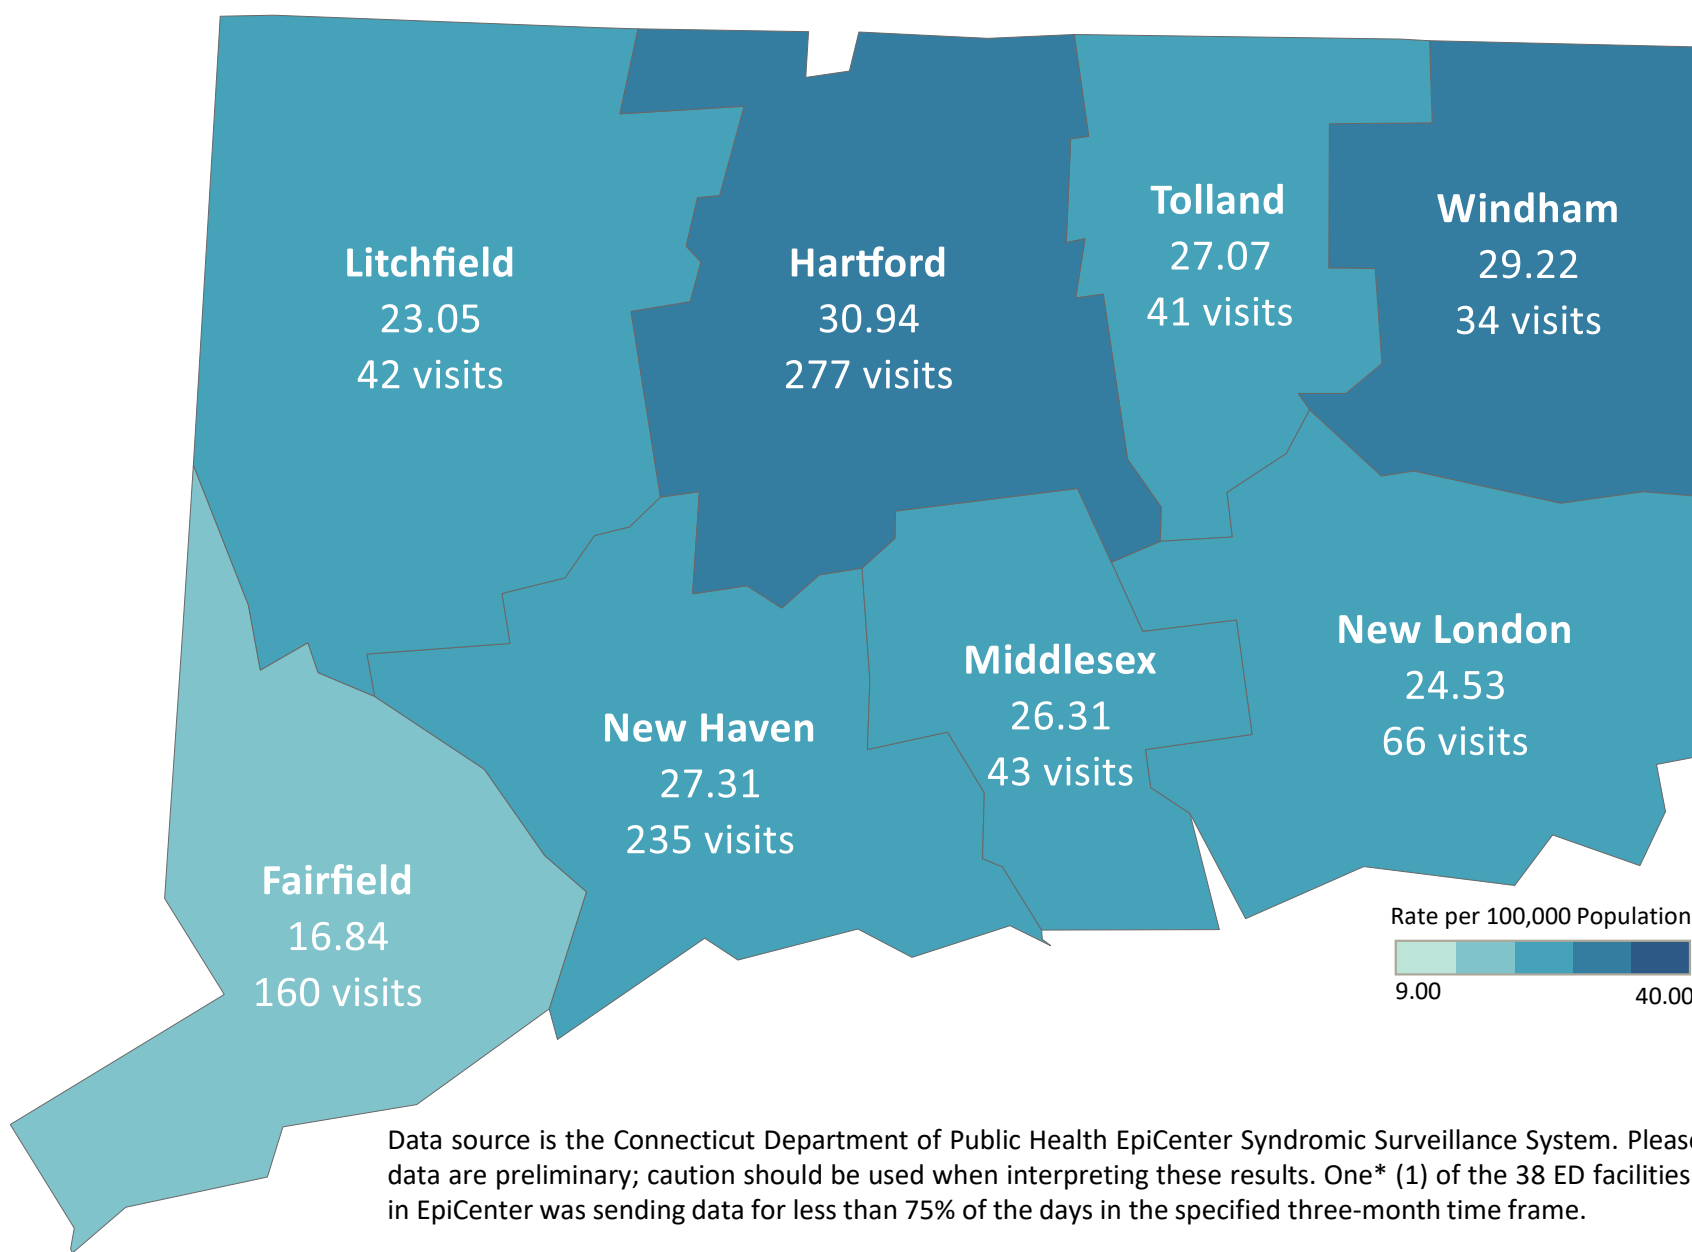 Litchfield
23.05
42 visits
Hartford
30.94
277 visits
Tolland
27.07
41 visits
Windham
29.22
34 visits
New London
24.53
66 visits
Middlesex
26.31
43 visits
New Haven
27.31
235 visits
Fairfield
16.84
160 visits
Rate per 100,000 Population
9.00
40.00
Data source is the Connecticut Department of Public Health EpiCenter Syndromic Surveillance System. Please
data are preliminary; caution should be used when interpreting these results. One* (1) of the 38 ED facilities
in EpiCenter was sending data for less than 75% of the days in the specified three-month time frame.